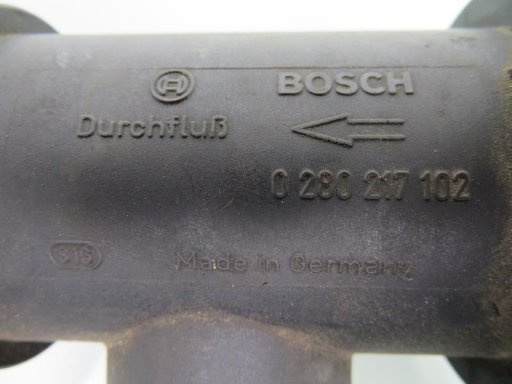 BOSCH
Durchfluß
0 280 217 102
Made in Germany